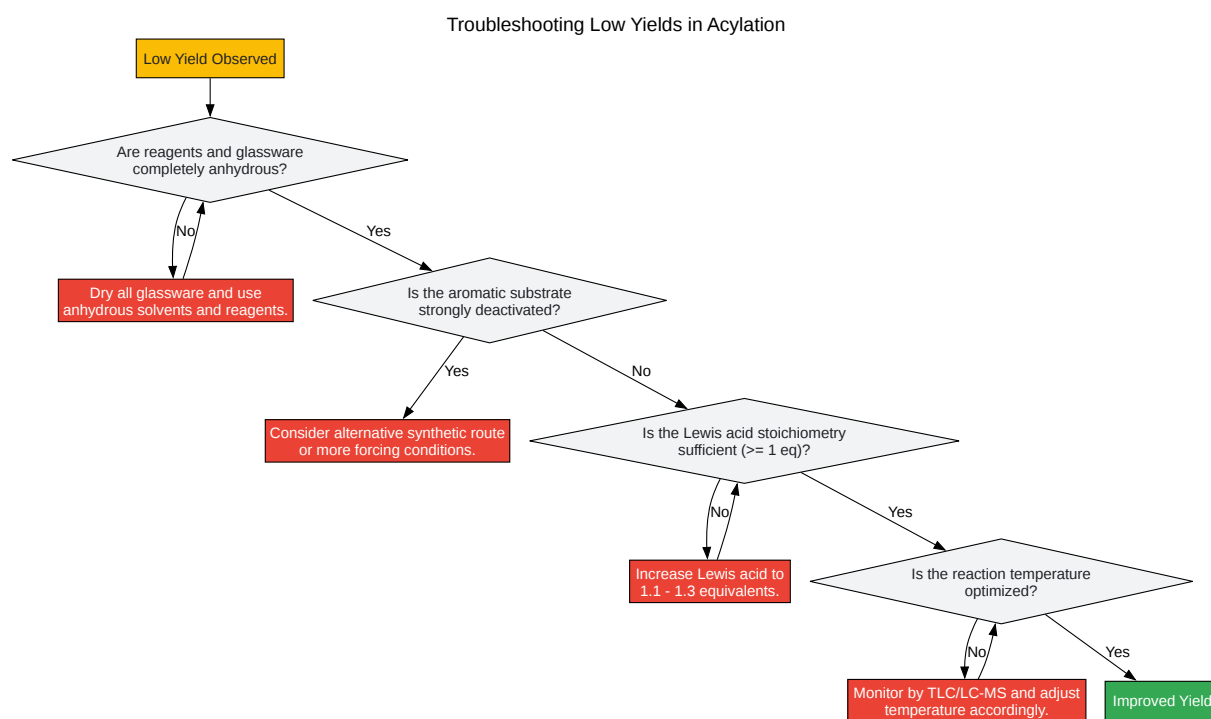 Troubleshooting Low Yields in Acylation
Low Yield Observed
Are reagents and glassware
completely anhydrous?
No
Yes
Dry all glassware and use
anhydrous solvents and reagents.
Is the aromatic substrate
strongly deactivated?
Yes
No
Consider alternative synthetic route
or more forcing conditions.
Is the Lewis acid stoichiometry
sufficient (>= 1 eq)?
No
Yes
Increase Lewis acid to
1.1 - 1.3 equivalents.
Is the reaction temperature
optimized?
No
Yes
Monitor by TLC/LC-MS and adjust
temperature accordingly.
Improved Yield